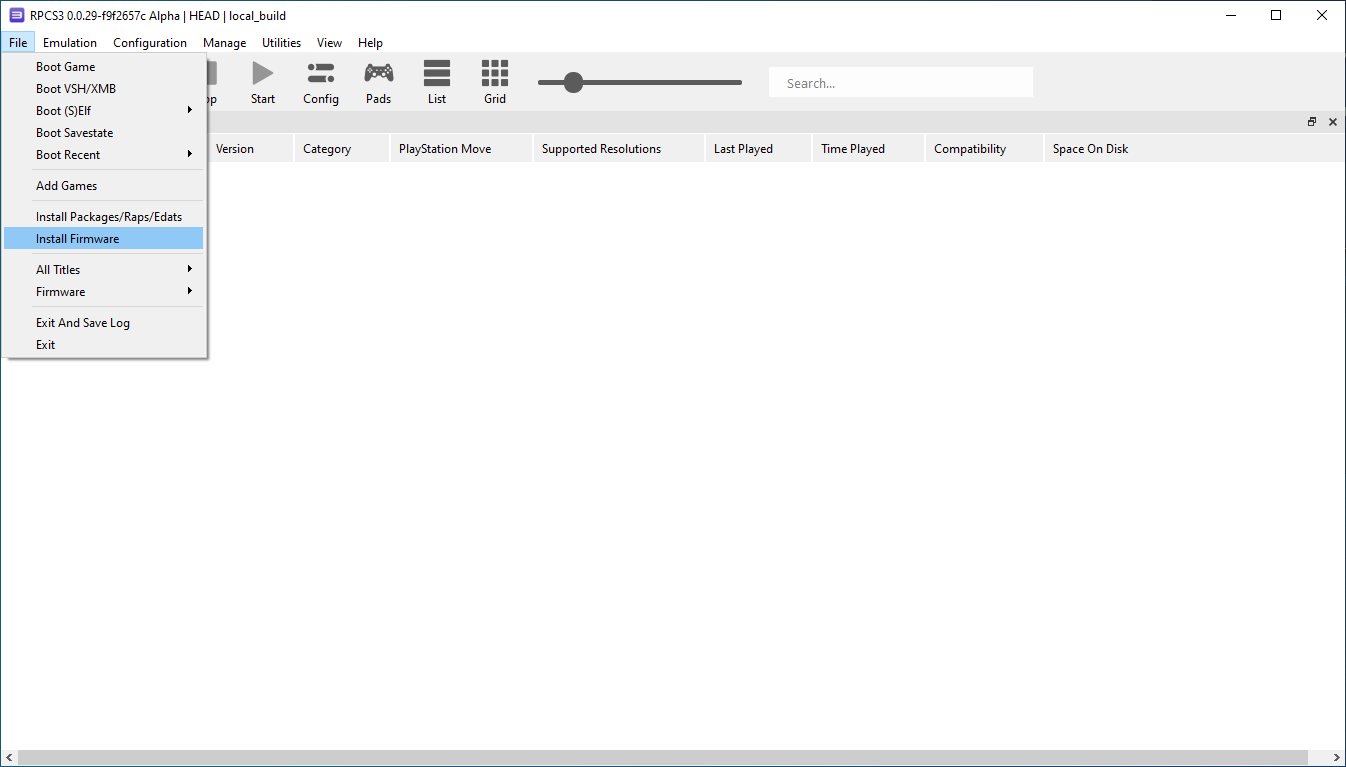 RPCS3 0.0.29-f9f2657c Alpha | HEAD | local_build
File Emulation Configuration Manage Utilities View Help
Boot Game
Boot VSH/XMB
Boot (S)Elf
Boot Savestate
Boot Recent
Add Games
Install Packages/Raps/Edats
Install Firmware
All Titles
Firmware
Exit And Save Log
Exit
op Start Config Pads List Grid
Search...
Version Category PlayStation Move Supported Resolutions Last Played Time Played Compatibility Space On Disk